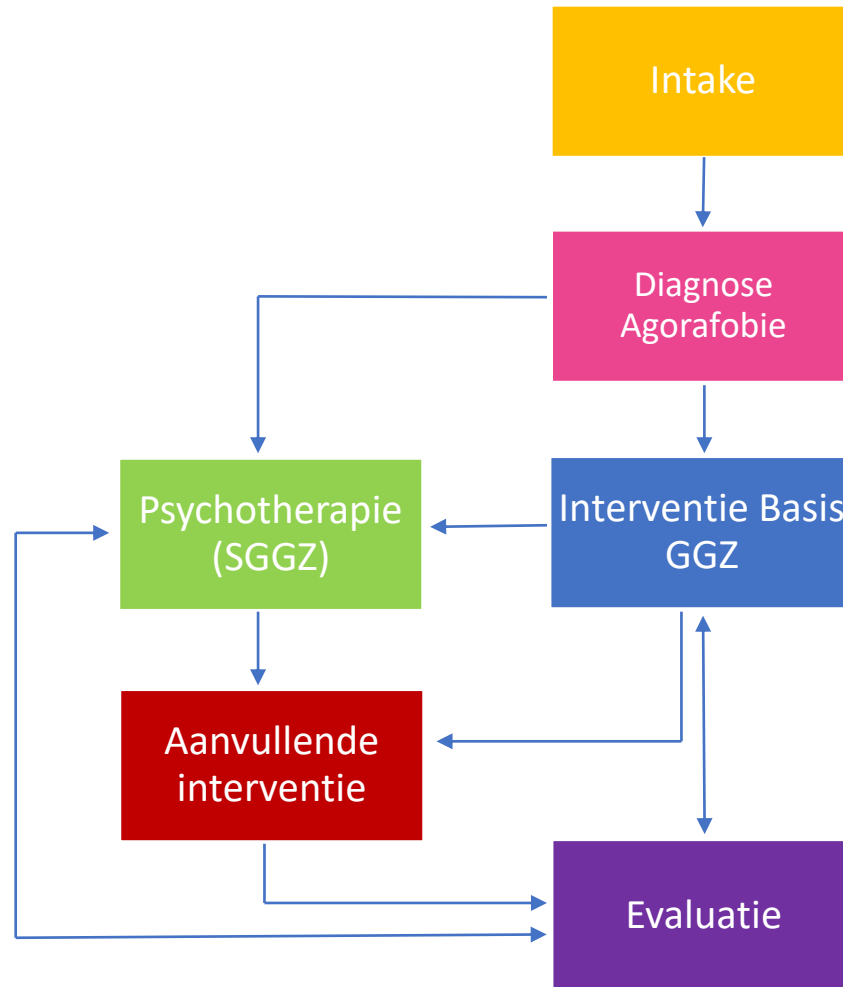 Intake
Diagnose
Agorafobie
Psychotherapie
(SGGZ)
Interventie Basis
GGZ
Aanvullende
interventie
Evaluatie